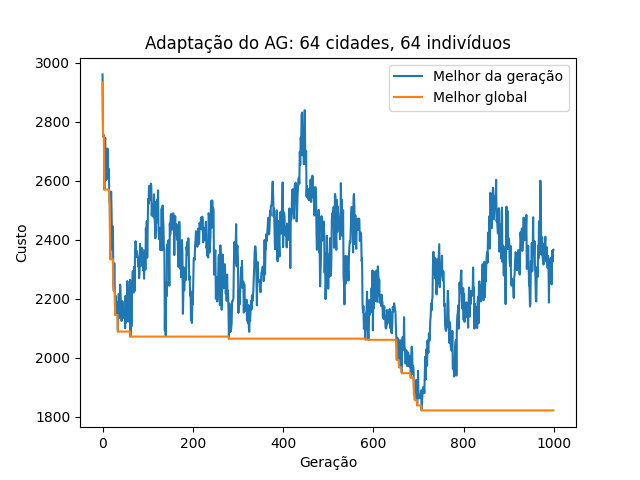 Adaptação do AG: 64 cidades, 64 indivíduos
Melhor da geração
Melhor global
Custo
3000
2800
2600
2400
2200
2000
1800
0 200 400 600 800 1000
Geração